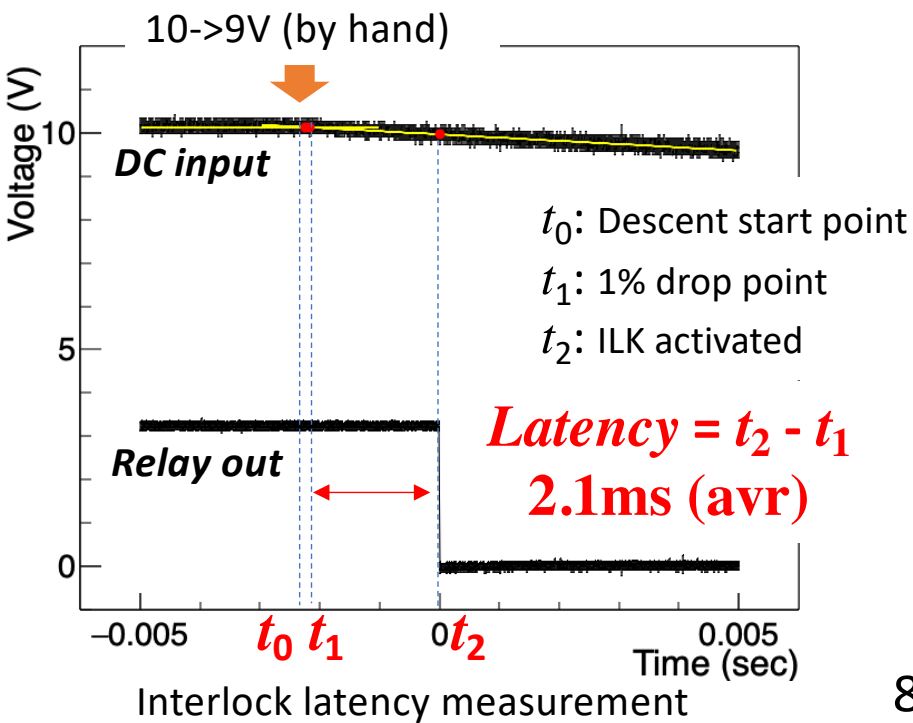 10->9V (by hand)
Voltage (V)
10
DC input
t0: Descent start point
t1: 1% drop point
t2: ILK activated
5
Latency = t2 - t1
2.1ms (avr)
Relay out
0
−0.005 t0 t1 0 t2 0.005
Time (sec)
Interlock latency measurement
8